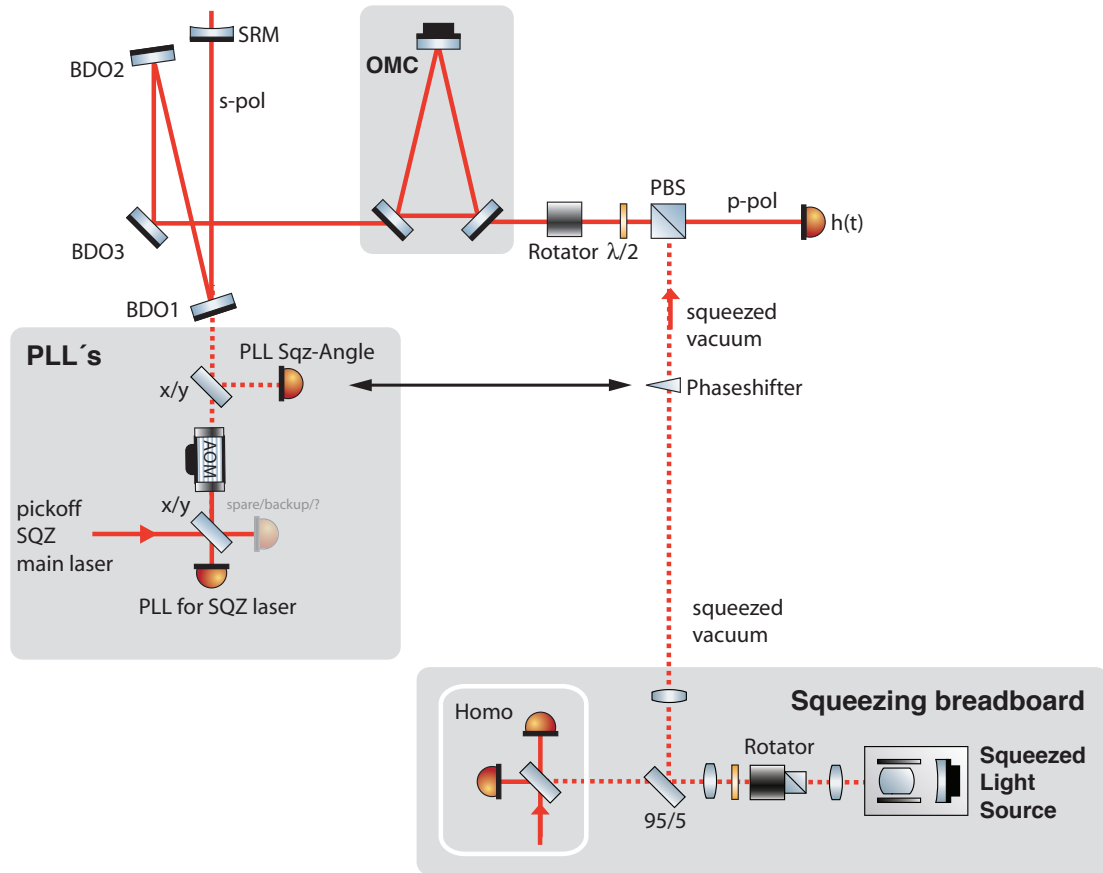 SRM
BDO2
OMC
s-pol
PBS
p-pol
h(t)
BDO3
Rotator λ/2
BDO1
squeezed
vacuum
PLL´s
PLL Sqz-Angle
x/y
Phaseshifter
AOM
x/y
spare/backup/?
pickoff
SQZ
main laser
PLL for SQZ laser
squeezed
vacuum
Squeezing breadboard
Homo
Rotator
Squeezed
Light
Source
95/5